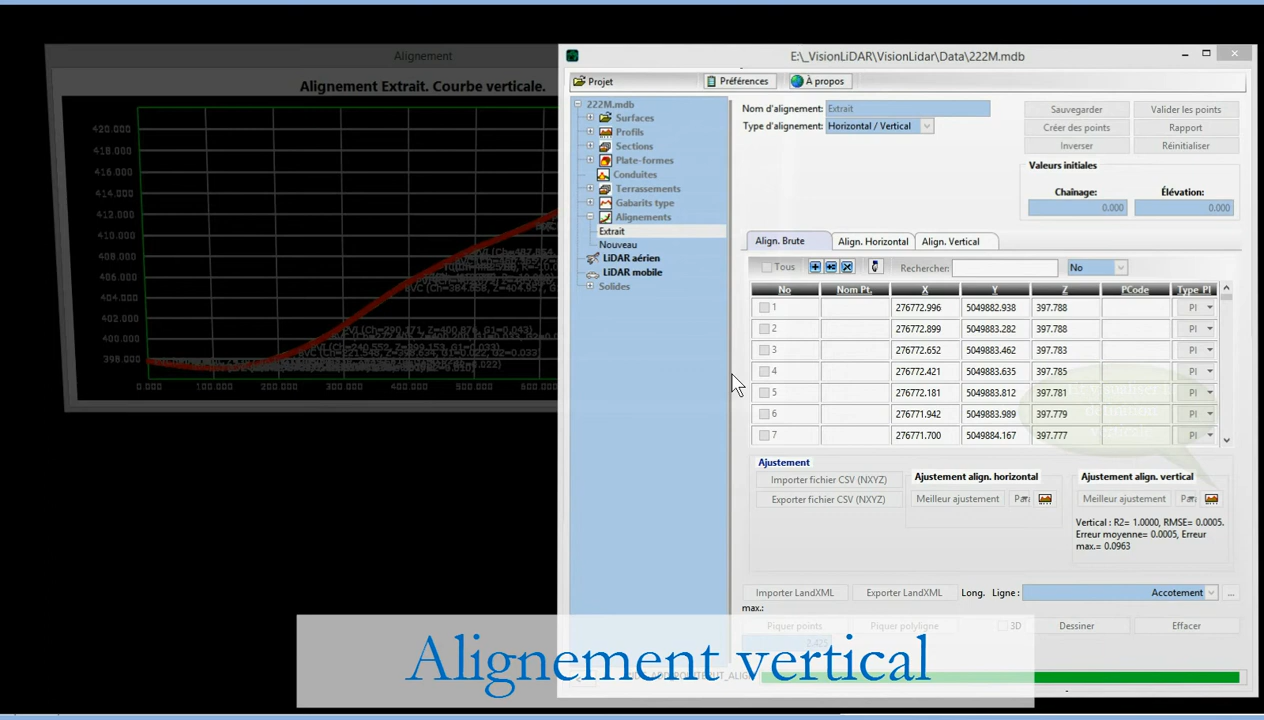 Alignement
Alignement Extrait. Courbe verticale.
420.000
418.000
416.000
414.000
412.000
410.000
408.000
406.000
404.000
402.000
400.000
398.000
0.000 100.000 200.000 300.000 400.000 500.000 600.000
E:\_VisionLiDAR\VisionLidar\Data\222M.mdb
Projet Préférences À propos
222M.mdb
Surfaces
Profils
Sections
Plate-formes
Conduites
Terrassements
Gabarits type
Alignements
Extrait
Nouveau
LiDAR aérien
LiDAR mobile
Solides
Nom d'alignement: Extrait
Type d'alignement: Horizontal / Vertical
Sauvegarder Valider les points
Créer des points Rapport
Inverser Réinitialiser
Valeurs initiales
Chaînage: Élévation:
0.000 0.000
Align. Brute Align. Horizontal Align. Vertical
Tous Rechercher: No
No Nom Pt. X Y Z PCode Type PI
1 276772.996 5049882.938 397.788 PI
2 276772.899 5049883.282 397.788 PI
3 276772.652 5049883.462 397.783 PI
4 276772.421 5049883.635 397.785 PI
5 276772.181 5049883.812 397.781 PI
6 276771.942 5049883.989 397.779 PI
7 276771.700 5049884.167 397.777 PI
Ajustement
Importer fichier CSV (NXYZ)
Exporter fichier CSV (NXYZ)
Ajustement align. horizontal
Meilleur ajustement
Ajustement align. vertical
Meilleur ajustement
Vertical : R2= 1.0000, RMSE= 0.0005.
Erreur moyenne= 0.0005, Erreur
max.= 0.0963
Importer LandXML Exporter LandXML Long. Ligne : Accotement ...
max.:
Piquer points Piquer polyligne 3D Dessiner Effacer
Alignement vertical